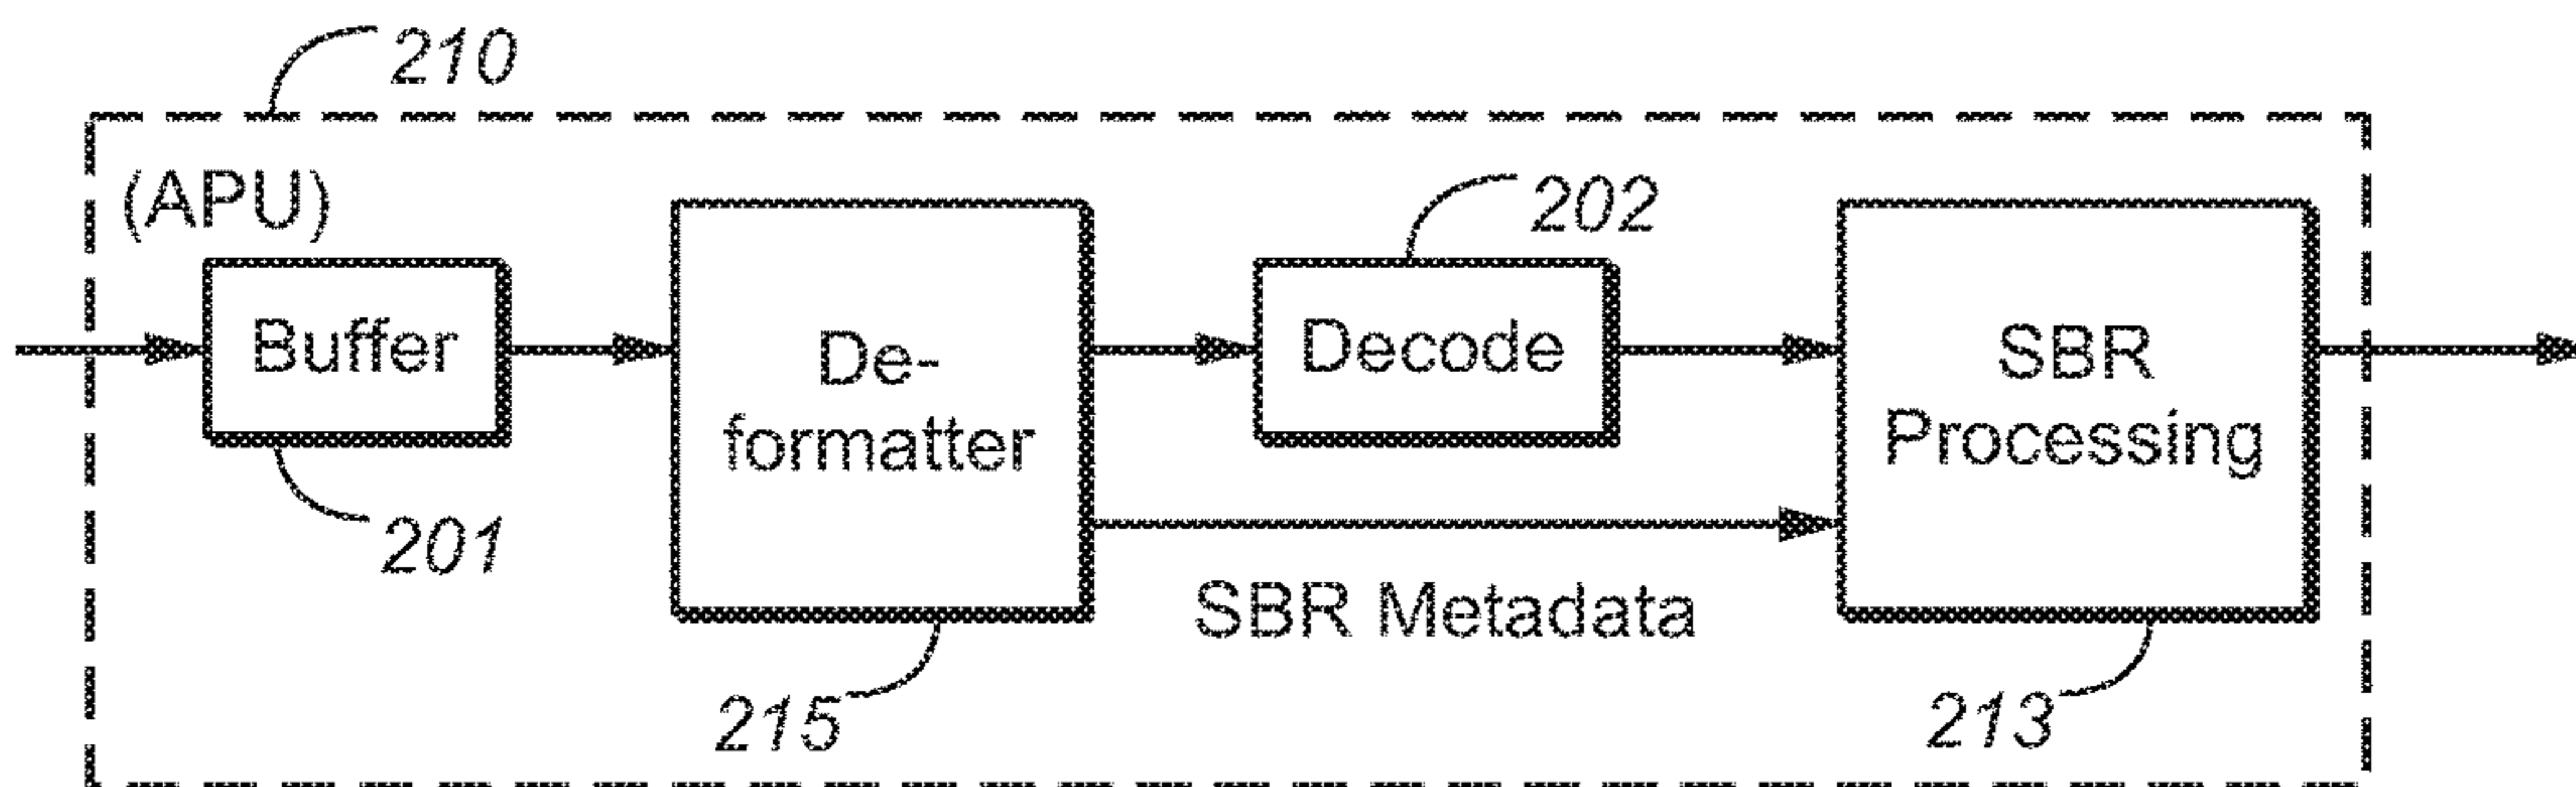 210
(APU)
202
Buffer
De-
formatter
Decode
SBR
Processing
201
SBR Metadata
215
213